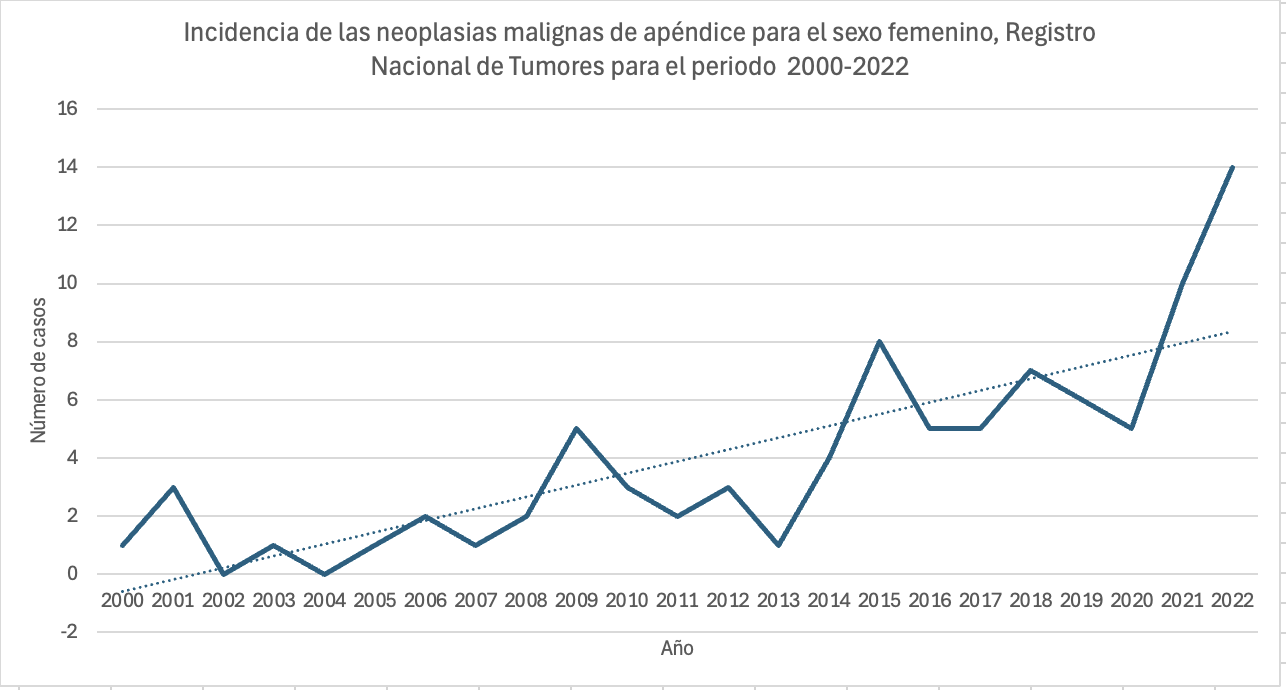 Incidencia de las neoplasias malignas de apéndice para el sexo femenino, Registro
Nacional de Tumores para el periodo  2000-2022
16
14
12
10
8
6
4
2
0
-2
Número de casos
2000 2001 2002 2003 2004 2005 2006 2007 2008 2009 2010 2011 2012 2013 2014 2015 2016 2017 2018 2019 2020 2021 2022
Año